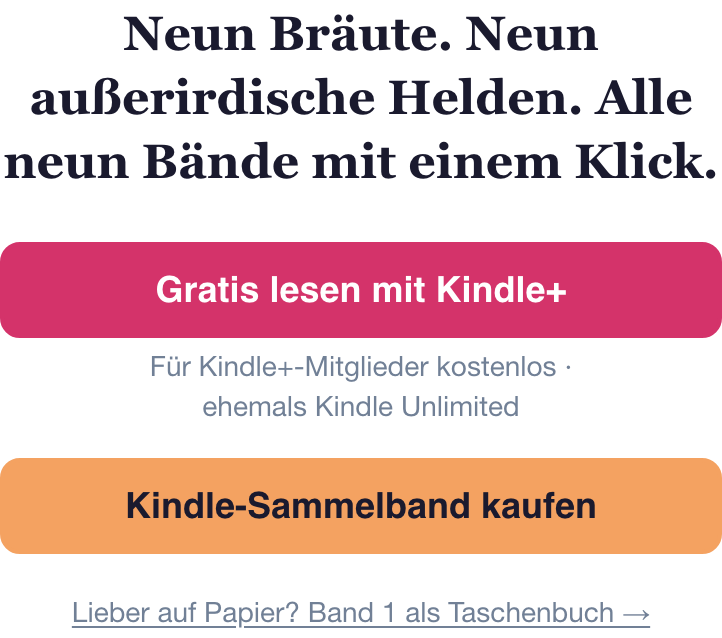 Neun Bräute. Neun
außerirdische Helden. Alle
neun Bände mit einem Klick.
Gratis lesen mit Kindle+
Für Kindle+-Mitglieder kostenlos ·
ehemals Kindle Unlimited
Kindle-Sammelband kaufen
Lieber auf Papier? Band 1 als Taschenbuch →